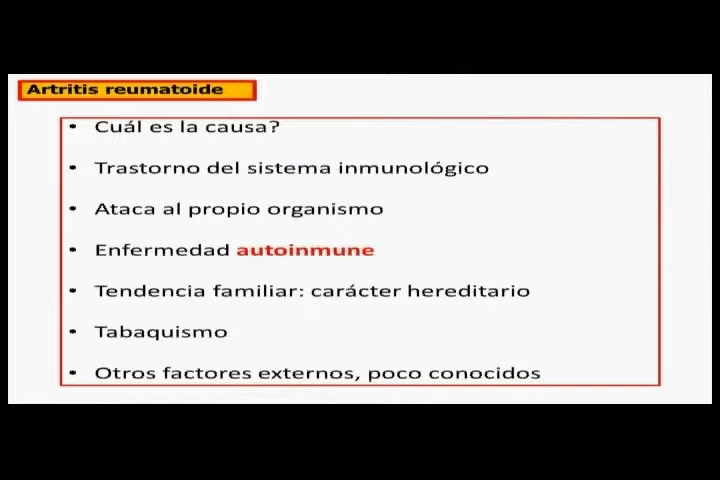 Artritis reumatoide
• Cuál es la causa?
• Trastorno del sistema inmunológico
• Ataca al propio organismo
• Enfermedad autoinmune
• Tendencia familiar: carácter hereditario
• Tabaquismo
• Otros factores externos, poco conocidos